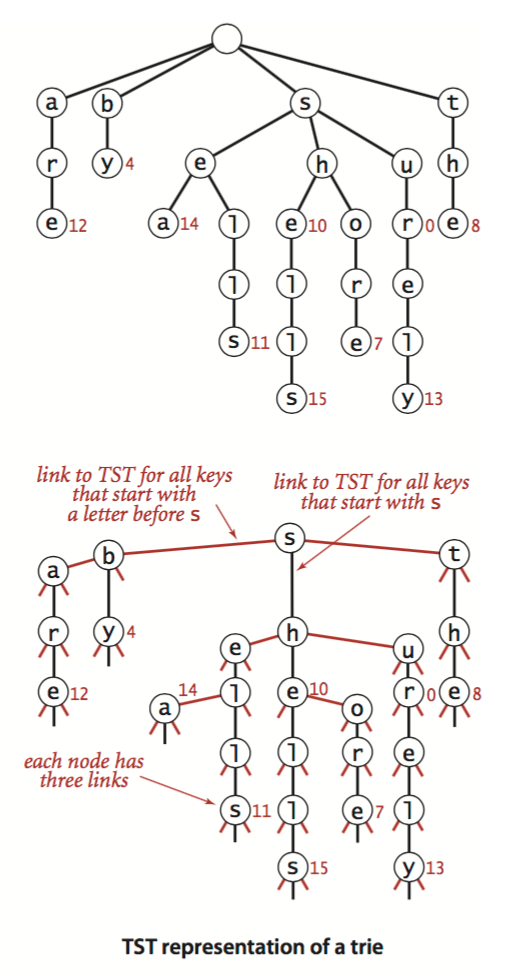 a b s t
r y 4 e h u h
e 12 a 14 l e 10 o r 0 e 8
l l r e
s 11 l e 7 l
s 15 y 13
link to TST for all keys
that start with
a letter before s
link to TST for all keys
that start with s
s
a b t
r y 4 e h u h
e 12 a 14 l e 10 o r 0 e 8
l l r e
each node has
three links
s 11 l e 7 l
s 15 y 13
TST representation of a trie